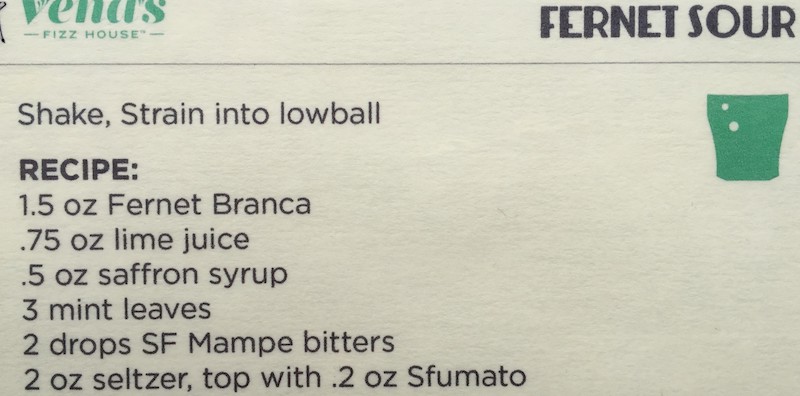 Vena's
— FIZZ HOUSE™ —
FERNET SOUR
Shake, Strain into lowball
RECIPE:
1.5 oz Fernet Branca
.75 oz lime juice
.5 oz saffron syrup
3 mint leaves
2 drops SF Mampe bitters
2 oz seltzer, top with .2 oz Sfumato